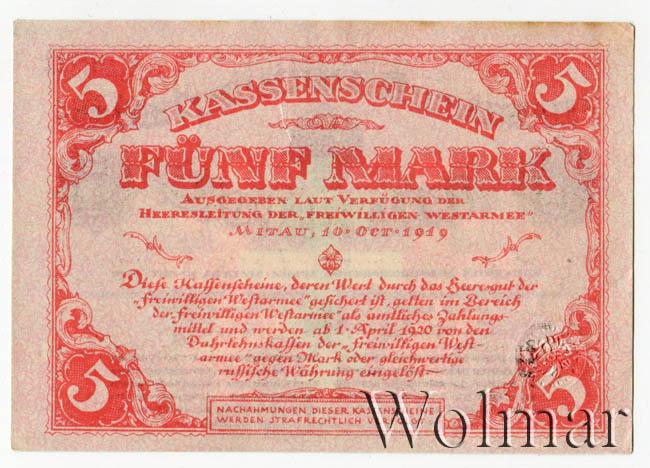 5 5
KASSENSCHEIN
FÜNF MARK
AUSGEGEBEN LAUT VERFÜGUNG DER
HEERESLEITUNG DER „FREIWILLIGEN WESTARMEE“
MITAU, 10·OCT·1919
Diese Kassenscheine, deren Wert durch das Heeresgut der
„freiwilligen Westarmee“ gesichert ist, gelten im Bereich
der „freiwilligen Westarmee“ als amtliches Zahlungs-
mittel und werden ab 1·April 1920 von den
Darlehnskassen der „freiwilligen West-
armee“ gegen Mark oder gleichwertige
russische Währung eingelöst
5 5
NACHAHMUNGEN DIESER KASSENSCHEINE
WERDEN STRAFRECHTLICH VERFOLGT
Wolmar